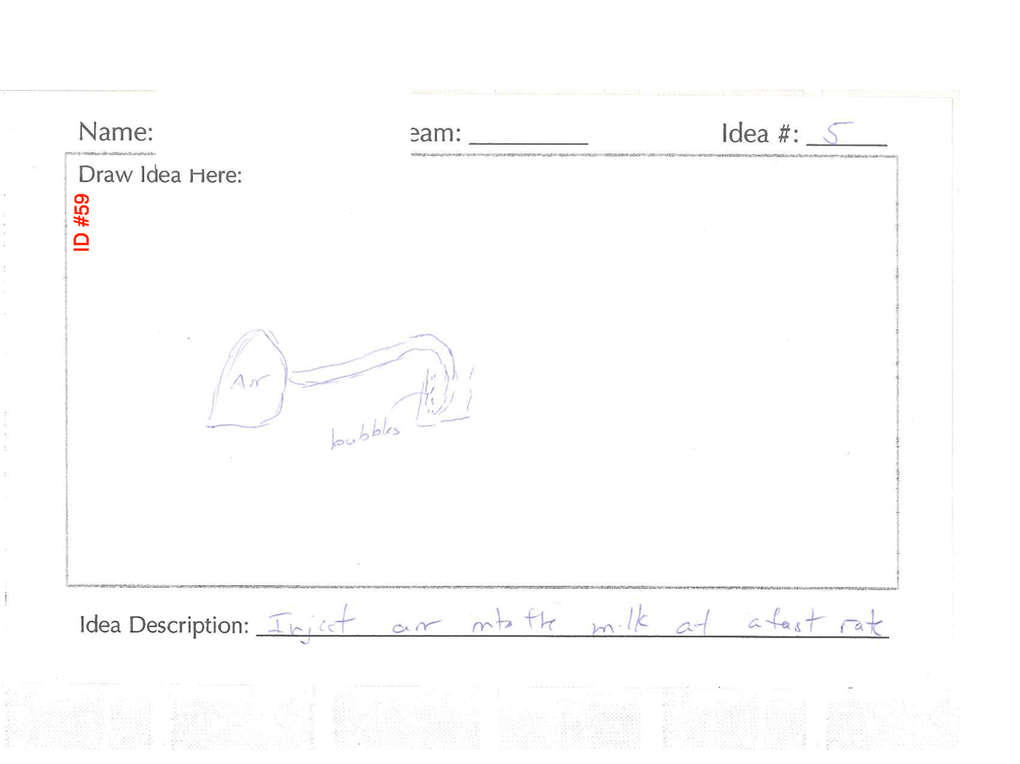 Name: eam: Idea #: 5
Draw Idea Here:
ID #59
Air
bubbles
Idea Description: Inject air into the milk at a fast rate